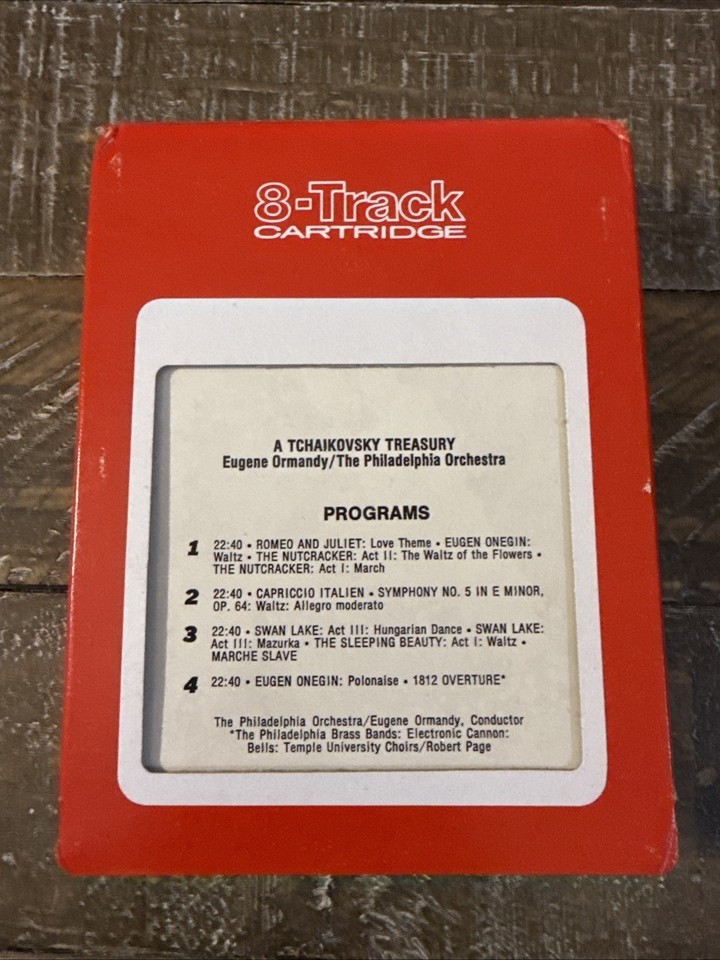 8-Track
CARTRIDGE
A TCHAIKOVSKY TREASURY
Eugene Ormandy/The Philadelphia Orchestra
PROGRAMS
1 22:40 • ROMEO AND JULIET: Love Theme • EUGEN ONEGIN:
Waltz • THE NUTCRACKER: Act II: The Waltz of the Flowers •
THE NUTCRACKER: Act I: March
2 22:40 • CAPRICCIO ITALIEN • SYMPHONY NO. 5 IN E MINOR,
OP. 64: Waltz: Allegro moderato
3 22:40 • SWAN LAKE: Act III: Hungarian Dance • SWAN LAKE:
Act III: Mazurka • THE SLEEPING BEAUTY: Act I: Waltz •
MARCHE SLAVE
4 22:40 • EUGEN ONEGIN: Polonaise • 1812 OVERTURE*
The Philadelphia Orchestra/Eugene Ormandy, Conductor
*The Philadelphia Brass Bands: Electronic Cannon:
Bells: Temple University Choirs/Robert Page